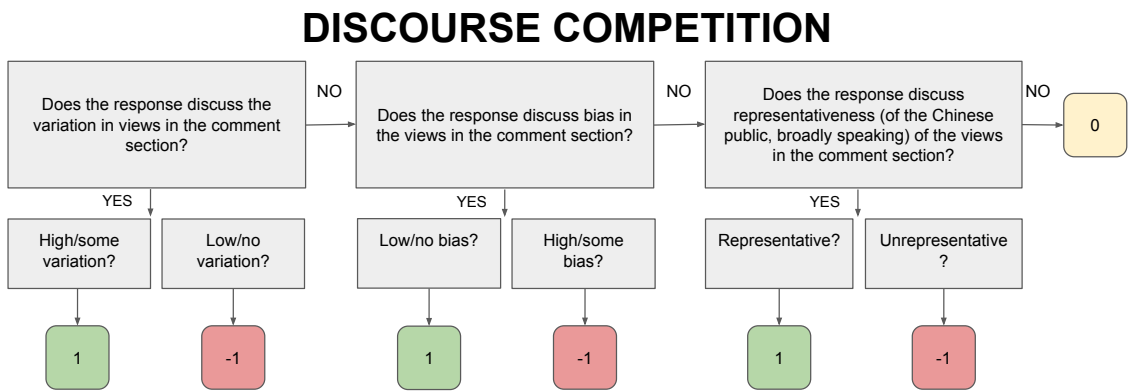 DISCOURSE COMPETITION
Does the response discuss the
variation in views in the comment
section?
NO
Does the response discuss bias in
the views in the comment section?
NO
Does the response discuss
representativeness (of the Chinese
public, broadly speaking) of the views
in the comment section?
NO
0
YES
YES
YES
High/some
variation?
Low/no
variation?
Low/no bias?
High/some
bias?
Representative?
Unrepresentative
?
1
-1
1
-1
1
-1